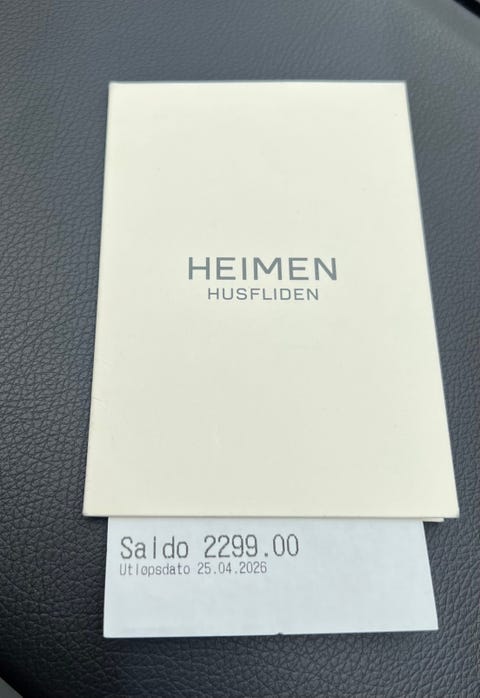 HEIMEN
HUSFLIDEN
Saldo 2299.00
Utløpsdato 25.04.2026